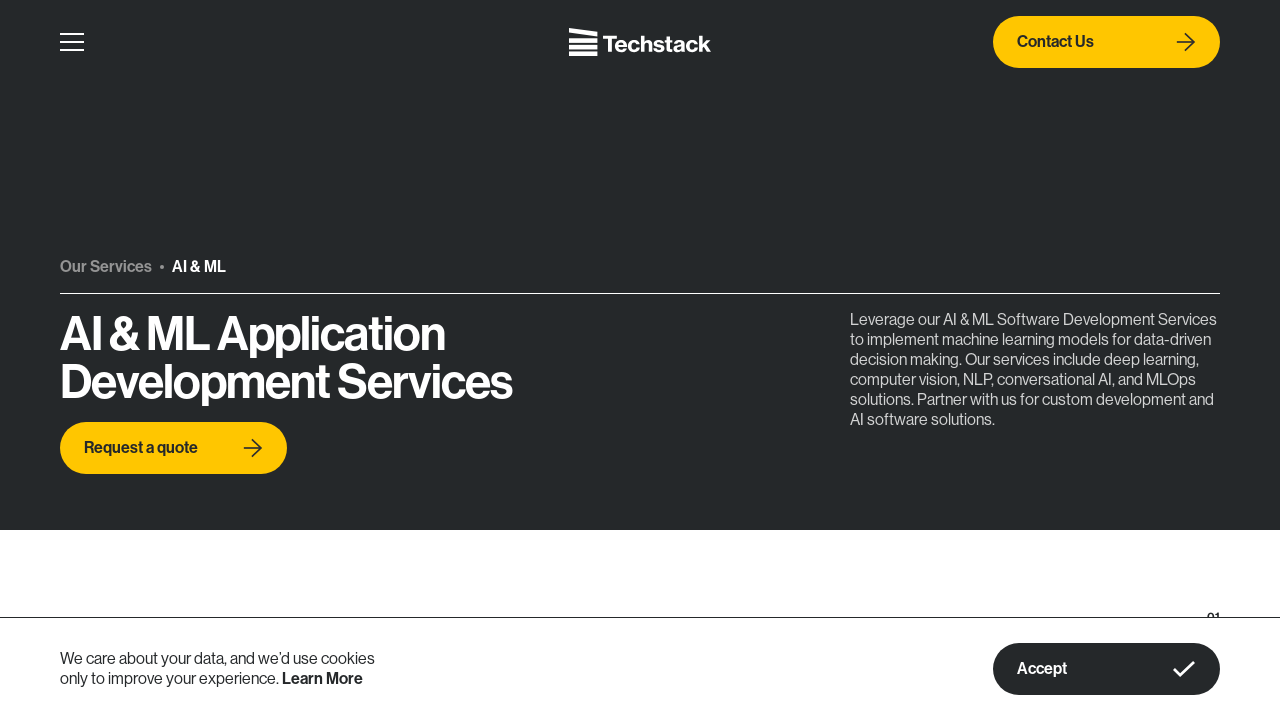 Techstack
Contact Us
Our Services • AI & ML
AI & ML Application
Development Services
Request a quote
Leverage our AI & ML Software Development Services
to implement machine learning models for data-driven
decision making. Our services include deep learning,
computer vision, NLP, conversational AI, and MLOps
solutions. Partner with us for custom development and
AI software solutions.
01
We care about your data, and we’d use cookies
only to improve your experience. Learn More
Accept